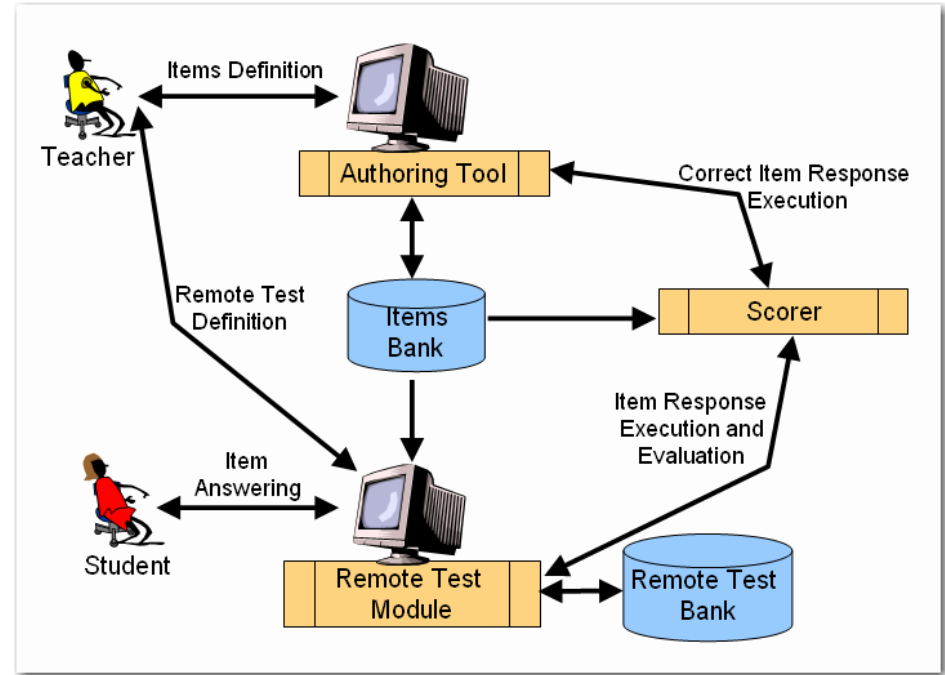 Items Definition
Teacher
Authoring Tool
Correct Item Response
Execution
Remote Test
Definition
Items
Bank
Scorer
Item Response
Execution and
Evaluation
Item
Answering
Student
Remote Test
Module
Remote Test
Bank